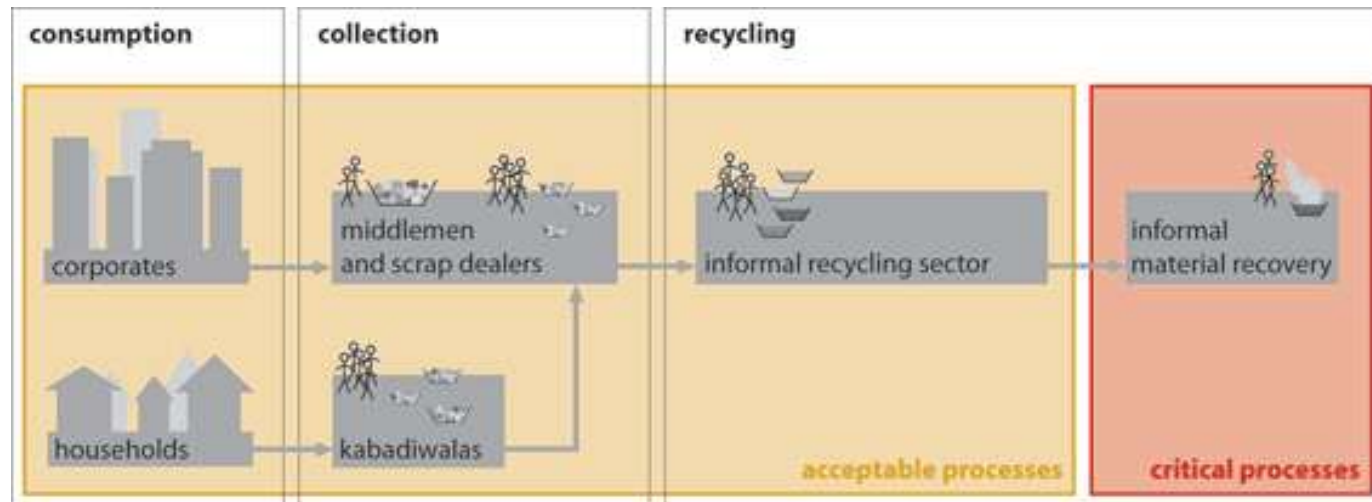 consumption
collection
recycling
corporates
middlemen
and scrap dealers
informal recycling sector
informal
material recovery
households
kabadiwalas
acceptable processes
critical processes